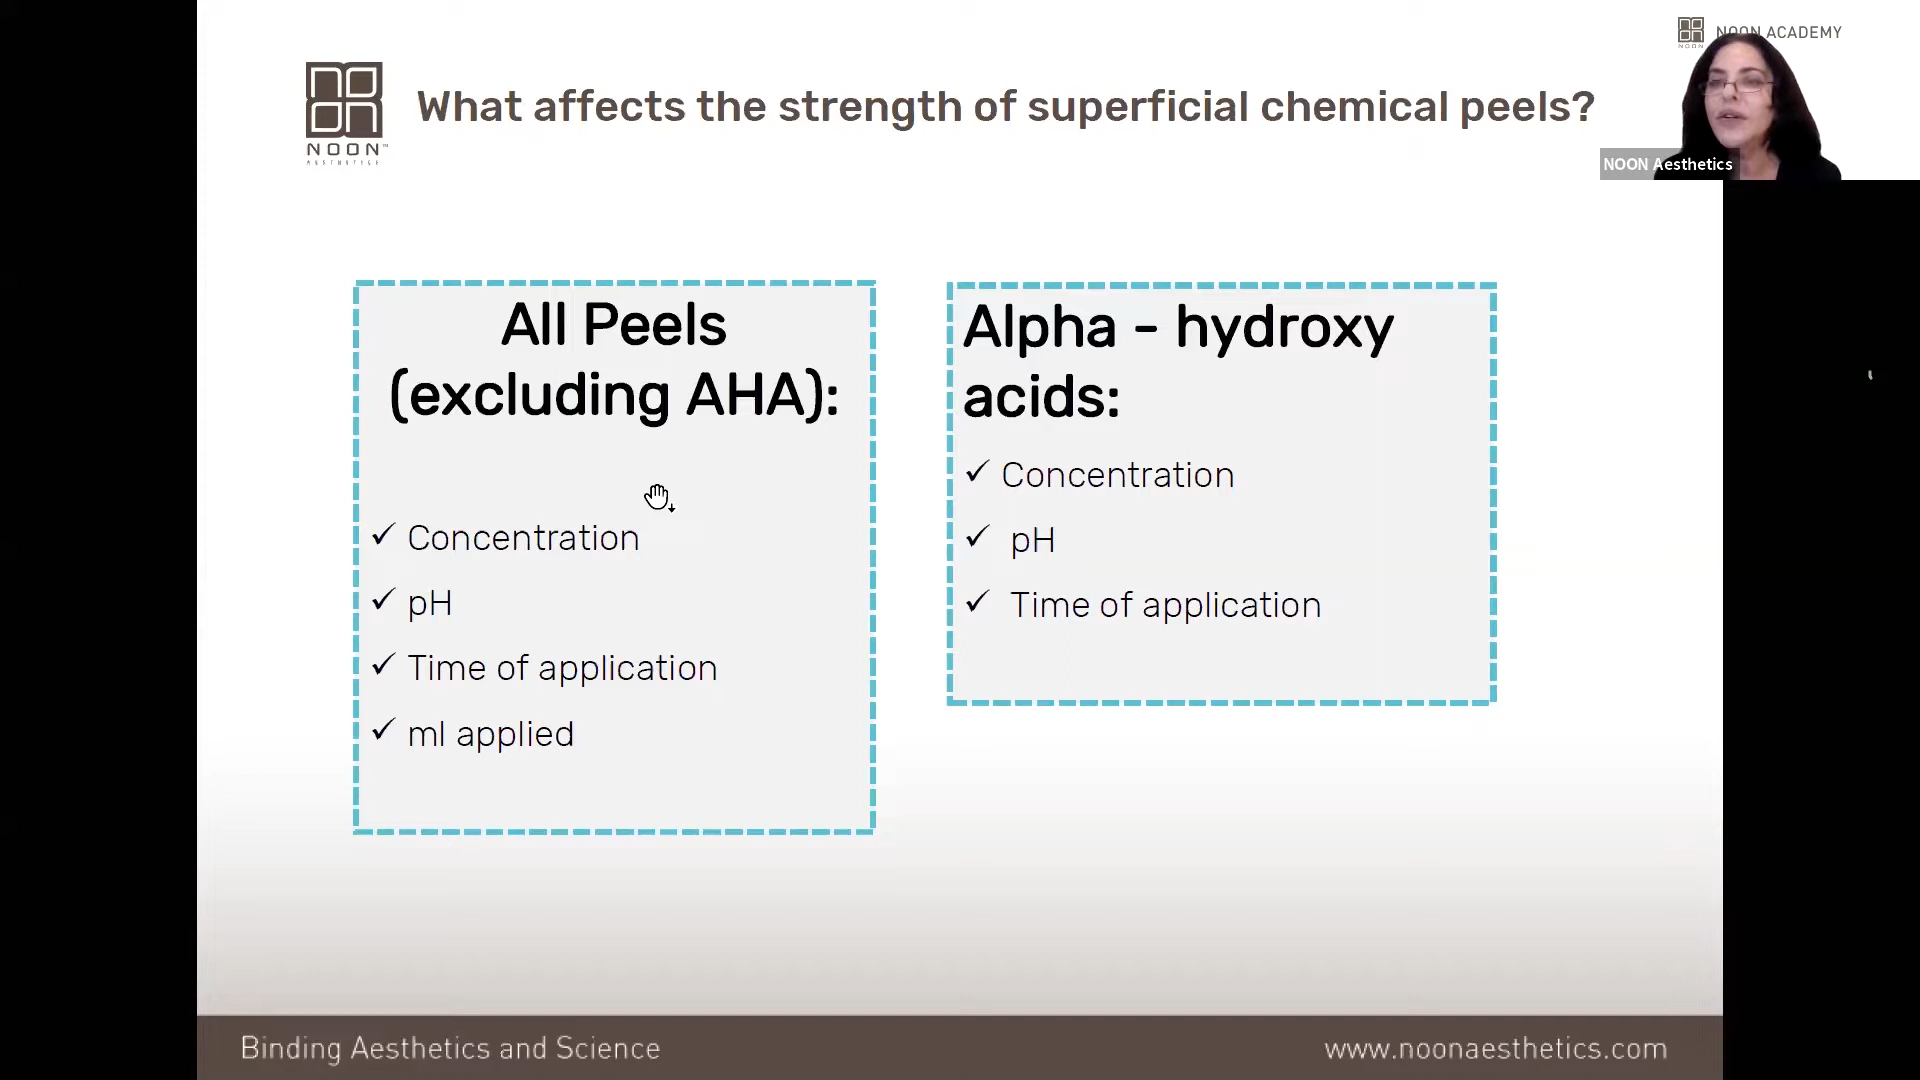 NOON ACADEMY
NOON
NOON™
AESTHETICS
What affects the strength of superficial chemical peels?
NOON Aesthetics
All Peels
(excluding AHA):
✓ Concentration
✓ pH
✓ Time of application
✓ ml applied
Alpha - hydroxy
acids:
✓ Concentration
✓ pH
✓ Time of application
Binding Aesthetics and Science
www.noonaesthetics.com